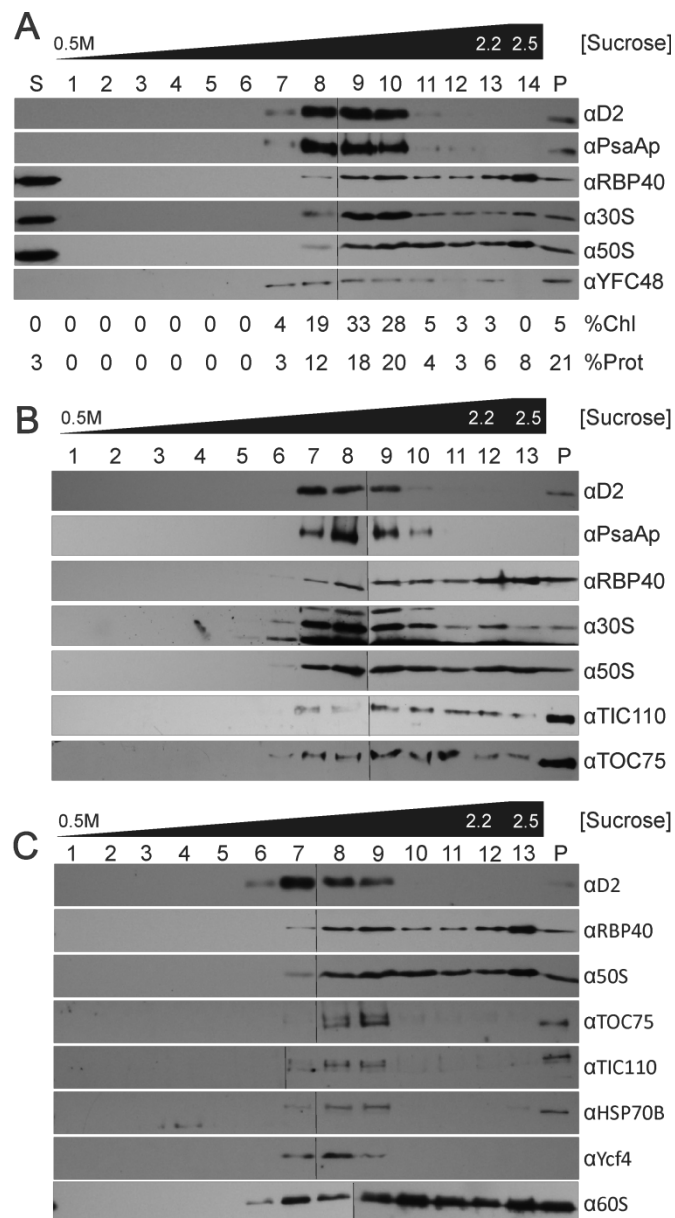 A
0.5M 2.2 2.5 [Sucrose]
S 1 2 3 4 5 6 7 8 9 10 11 12 13 14 P
αD2
αPsaAp
αRBP40
α30S
α50S
αYFC48
0 0 0 0 0 0 0 4 19 33 28 5 3 3 0 5 %Chl
3 0 0 0 0 0 0 3 12 18 20 4 3 6 8 21 %Prot
B
0.5M 2.2 2.5 [Sucrose]
1 2 3 4 5 6 7 8 9 10 11 12 13 P
αD2
αPsaAp
αRBP40
α30S
α50S
αTIC110
αTOC75
C
0.5M 2.2 2.5 [Sucrose]
1 2 3 4 5 6 7 8 9 10 11 12 13 P
αD2
αRBP40
α50S
αTOC75
αTIC110
αHSP70B
αYcf4
α60S